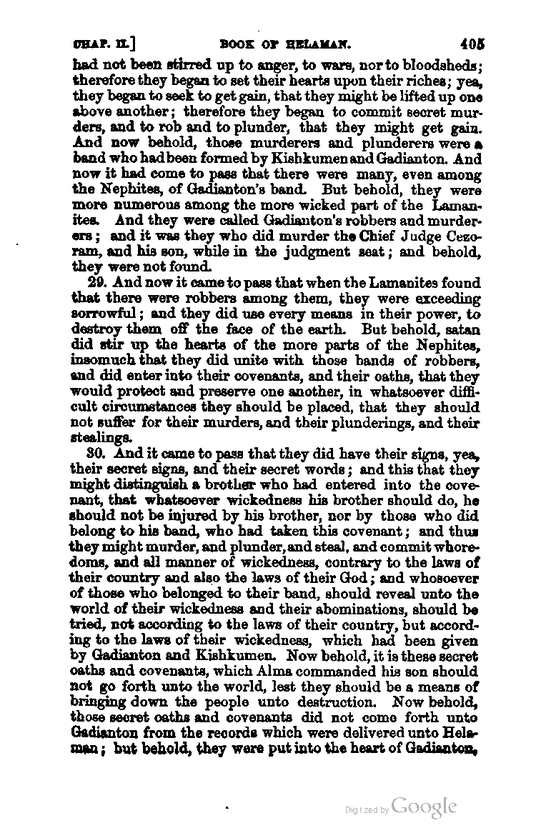 CHAP. II.] BOOK OF HELAMAN. 405
had not been stirred up to anger, to wars, nor to bloodsheds;
therefore they began to set their hearts upon their riches; yea,
they began to seek to get gain, that they might be lifted up one
above another; therefore they began to commit secret mur-
ders, and to rob and to plunder, that they might get gain.
And now behold, those murderers and plunderers were a
band who had been formed by Kishkumen and Gadianton. And
now it had come to pass that there were many, even among
the Nephites, of Gadianton's band. But behold, they were
more numerous among the more wicked part of the Laman-
ites. And they were called Gadianton's robbers and murder-
ers; and it was they who did murder the Chief Judge Cezo-
ram, and his son, while in the judgment seat; and behold,
they were not found.
29. And now it came to pass that when the Lamanites found
that there were robbers among them, they were exceeding
sorrowful; and they did use every means in their power, to
destroy them off the face of the earth. But behold, satan
did stir up the hearts of the more parts of the Nephites,
insomuch that they did unite with those bands of robbers,
and did enter into their covenants, and their oaths, that they
would protect and preserve one another, in whatsoever diffi-
cult circumstances they should be placed, that they should
not suffer for their murders, and their plunderings, and their
stealings.
30. And it came to pass that they did have their signs, yea,
their secret signs, and their secret words; and this that they
might distinguish a brother who had entered into the cove-
nant, that whatsoever wickedness his brother should do, he
should not be injured by his brother, nor by those who did
belong to his band, who had taken this covenant; and thus
they might murder, and plunder, and steal, and commit whore-
doms, and all manner of wickedness, contrary to the laws of
their country and also the laws of their God; and whosoever
of those who belonged to their band, should reveal unto the
world of their wickedness and their abominations, should be
tried, not according to the laws of their country, but accord-
ing to the laws of their wickedness, which had been given
by Gadianton and Kishkumen. Now behold, it is these secret
oaths and covenants, which Alma commanded his son should
not go forth unto the world, lest they should be a means of
bringing down the people unto destruction. Now behold,
those secret oaths and covenants did not come forth unto
Gadianton from the records which were delivered unto Hela-
man; but behold, they were put into the heart of Gadianton,
Digitized by Google